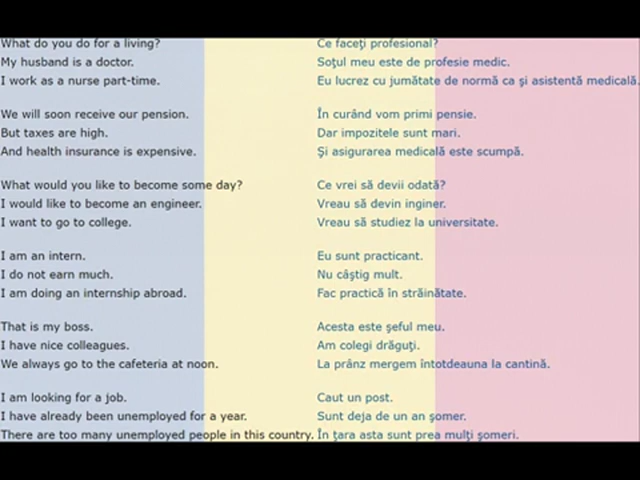 What do you do for a living? Ce faceţi profesional?
My husband is a doctor. Soţul meu este de profesie medic.
I work as a nurse part-time. Eu lucrez cu jumătate de normă ca şi asistentă medicală.
We will soon receive our pension. În curând vom primi pensie.
But taxes are high. Dar impozitele sunt mari.
And health insurance is expensive. Şi asigurarea medicală este scumpă.
What would you like to become some day? Ce vrei să devii odată?
I would like to become an engineer. Vreau să devin inginer.
I want to go to college. Vreau să studiez la universitate.
I am an intern. Eu sunt practicant.
I do not earn much. Nu câştig mult.
I am doing an internship abroad. Fac practică în străinătate.
That is my boss. Acesta este şeful meu.
I have nice colleagues. Am colegi drăguţi.
We always go to the cafeteria at noon. La prânz mergem întotdeauna la cantină.
I am looking for a job. Caut un post.
I have already been unemployed for a year. Sunt deja de un an şomer.
There are too many unemployed people in this country. În ţara asta sunt prea mulţi şomeri.